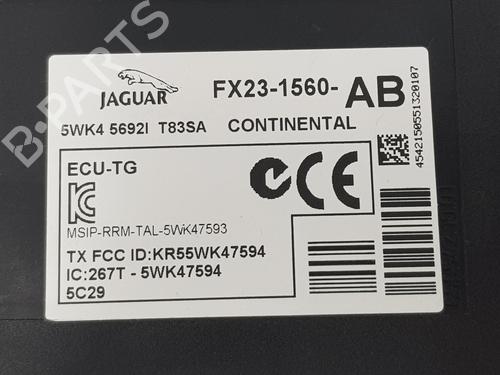 JAGUAR
FX23-1560-AB
5WK4 5692I T83SA CONTINENTAL
4542150551320107
ECU-TG
CE
MSIP-RRM-TAL-5WK47593
TX FCC ID:KR55WK47594
IC:267T - 5WK47594
5C29
B-PARTS